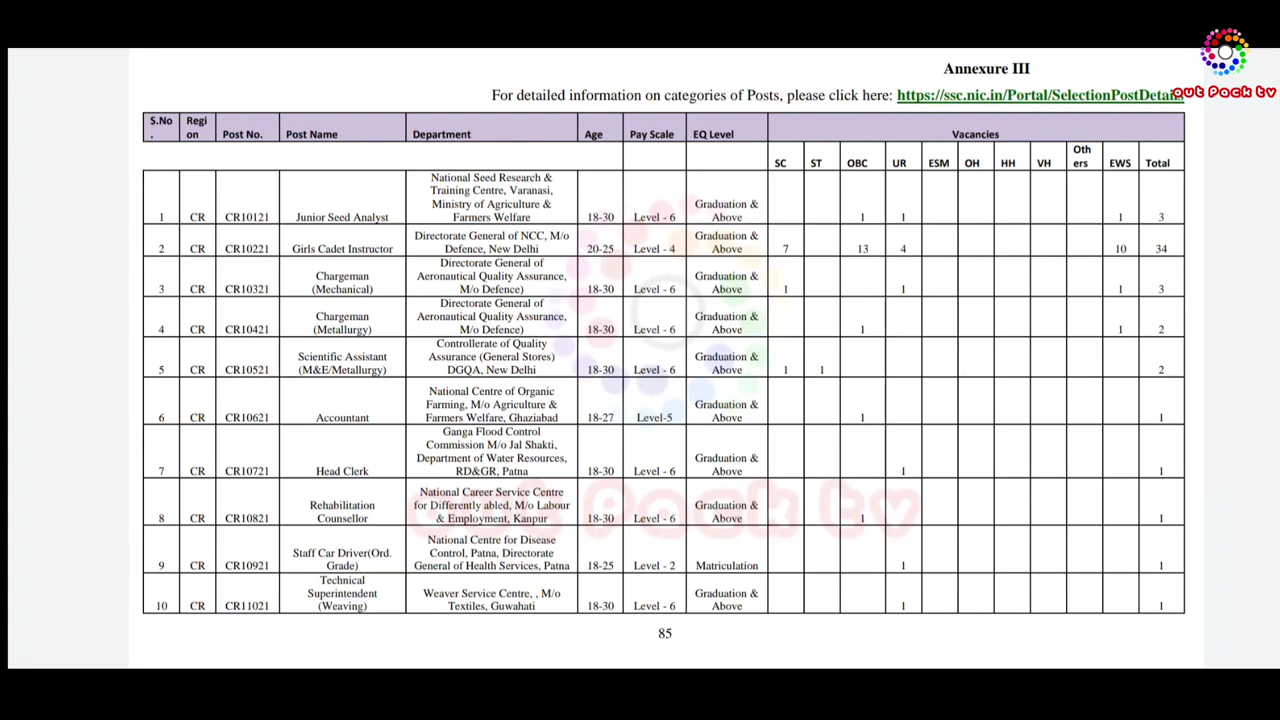 Annexure III
For detailed information on categories of Posts, please click here: https://ssc.nic.in/Portal/SelectionPostDetails
out Pack tv
S.No. Region Post No. Post Name Department Age Pay Scale EQ Level Vacancies
SC ST OBC UR ESM OH HH VH Others EWS Total
1 CR CR10121 Junior Seed Analyst National Seed Research & Training Centre, Varanasi, Ministry of Agriculture & Farmers Welfare 18-30 Level - 6 Graduation & Above 1 1 1 3
2 CR CR10221 Girls Cadet Instructor Directorate General of NCC, M/o Defence, New Delhi 20-25 Level - 4 Graduation & Above 7 13 4 10 34
3 CR CR10321 Chargeman (Mechanical) Directorate General of Aeronautical Quality Assurance, M/o Defence) 18-30 Level - 6 Graduation & Above 1 1 1 3
4 CR CR10421 Chargeman (Metallurgy) Directorate General of Aeronautical Quality Assurance, M/o Defence) 18-30 Level - 6 Graduation & Above 1 1 2
5 CR CR10521 Scientific Assistant (M&E/Metallurgy) Controllerate of Quality Assurance (General Stores) DGQA, New Delhi 18-30 Level - 6 Graduation & Above 1 1 2
6 CR CR10621 Accountant National Centre of Organic Farming, M/o Agriculture & Farmers Welfare, Ghaziabad 18-27 Level-5 Graduation & Above 1 1
7 CR CR10721 Head Clerk Ganga Flood Control Commission M/o Jal Shakti, Department of Water Resources, RD&GR, Patna 18-30 Level - 6 Graduation & Above 1 1
8 CR CR10821 Rehabilitation Counsellor National Career Service Centre for Differently abled, M/o Labour & Employment, Kanpur 18-30 Level - 6 Graduation & Above 1 1
9 CR CR10921 Staff Car Driver(Ord. Grade) National Centre for Disease Control, Patna, Directorate General of Health Services, Patna 18-25 Level - 2 Matriculation 1 1
10 CR CR11021 Technical Superintendent (Weaving) Weaver Service Centre, , M/o Textiles, Guwahati 18-30 Level - 6 Graduation & Above 1 1
out Pack tv
85